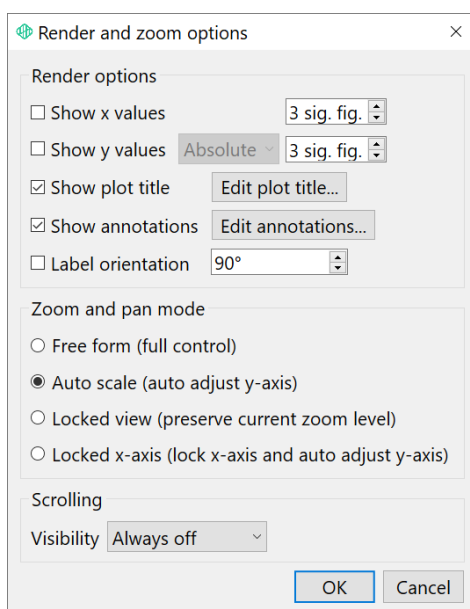 Render and zoom options
Render options
Show x values 3 sig. fig.
Show y values Absolute 3 sig. fig.
Show plot title Edit plot title...
Show annotations Edit annotations...
Label orientation 90°
Zoom and pan mode
Free form (full control)
Auto scale (auto adjust y-axis)
Locked view (preserve current zoom level)
Locked x-axis (lock x-axis and auto adjust y-axis)
Scrolling
Visibility Always off
OK Cancel